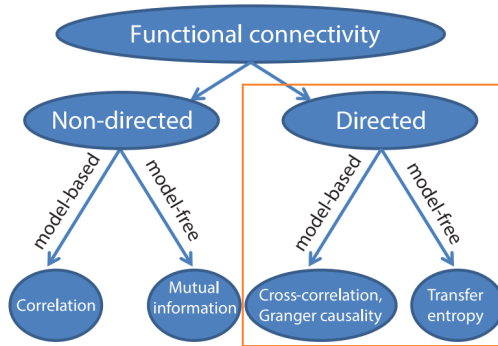 Functional connectivity
Non-directed
Directed
model-based
model-free
model-based
model-free
Correlation
Mutual
information
Cross-correlation,
Granger causality
Transfer
entropy